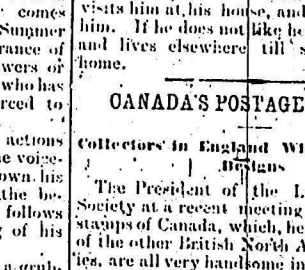 comes
Summer
rance of
wers or
who has
rced to
actions
e voice-
own his
the be-
follows
g of his
a grub,
visits him at his house, and
him. If he does not like he
and lives elsewhere till s
home.
CANADA'S POSTAGE
Collectors in England Wi
Designs
The President of the L
Society at a recent meeting
stamps of Canada, which, he
of the other British North A
ies, are all very handsome in